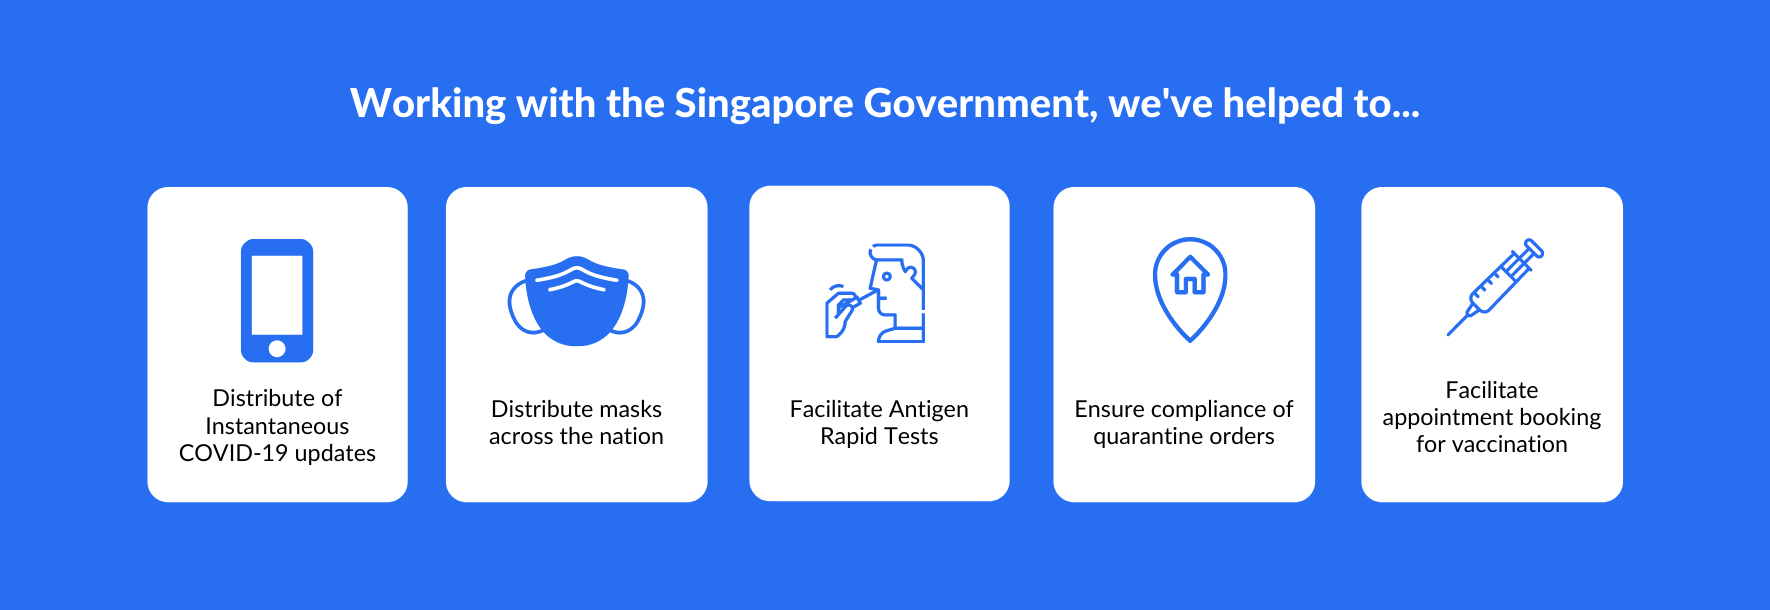 Working with the Singapore Government, we've helped to...
Distribute of
Instantaneous
COVID-19 updates
Distribute masks
across the nation
Facilitate Antigen
Rapid Tests
Ensure compliance of
quarantine orders
Facilitate
appointment booking
for vaccination